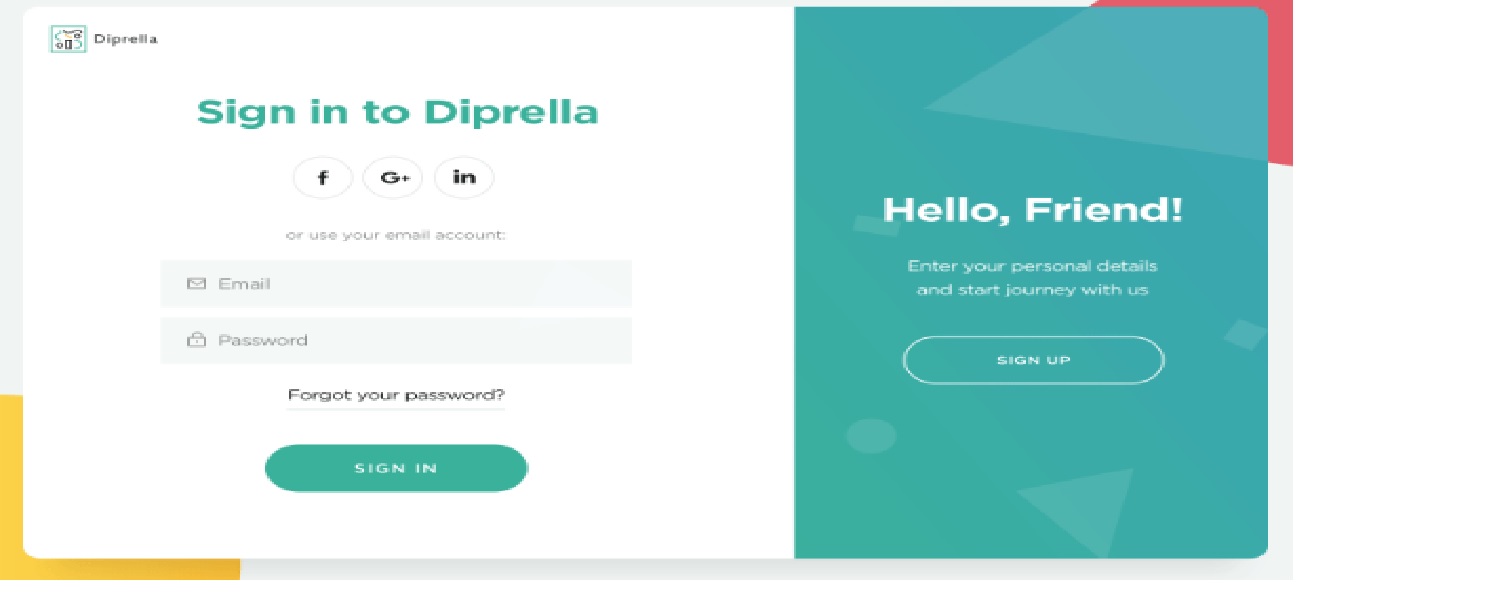 Diprella
Sign in to Diprella
f
G+
in
or use your email account:
Email
Password
Forgot your password?
SIGN IN
Hello, Friend!
Enter your personal details
and start journey with us
SIGN UP